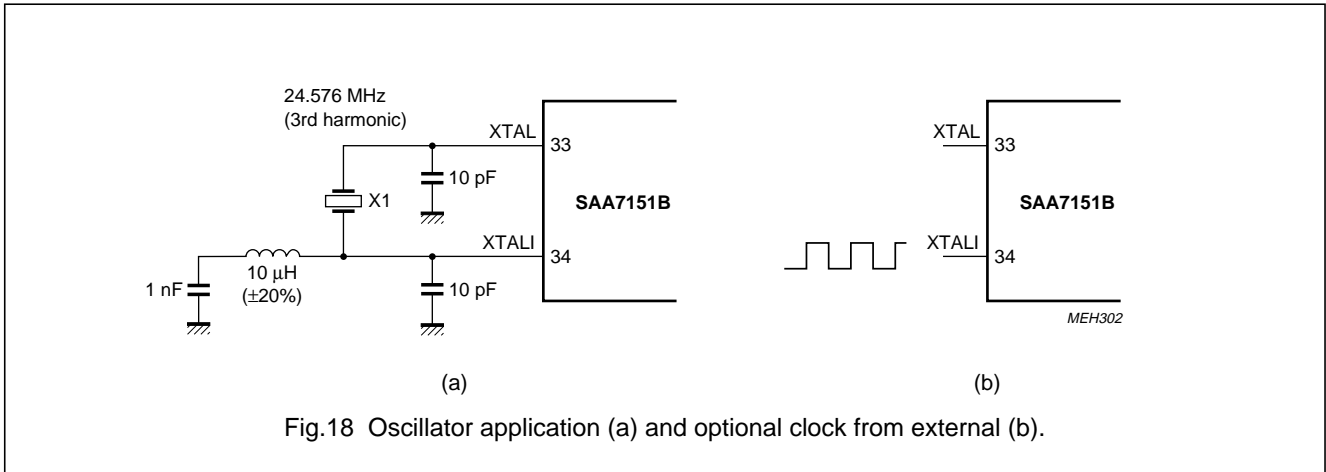 24.576 MHz
(3rd harmonic)
XTAL
33
10 pF
X1
SAA7151B
XTALI
34
10 μH
(±20%)
1 nF
10 pF
(a)
XTAL
33
SAA7151B
XTALI
34
MEH302
(b)
Fig.18 Oscillator application (a) and optional clock from external (b).